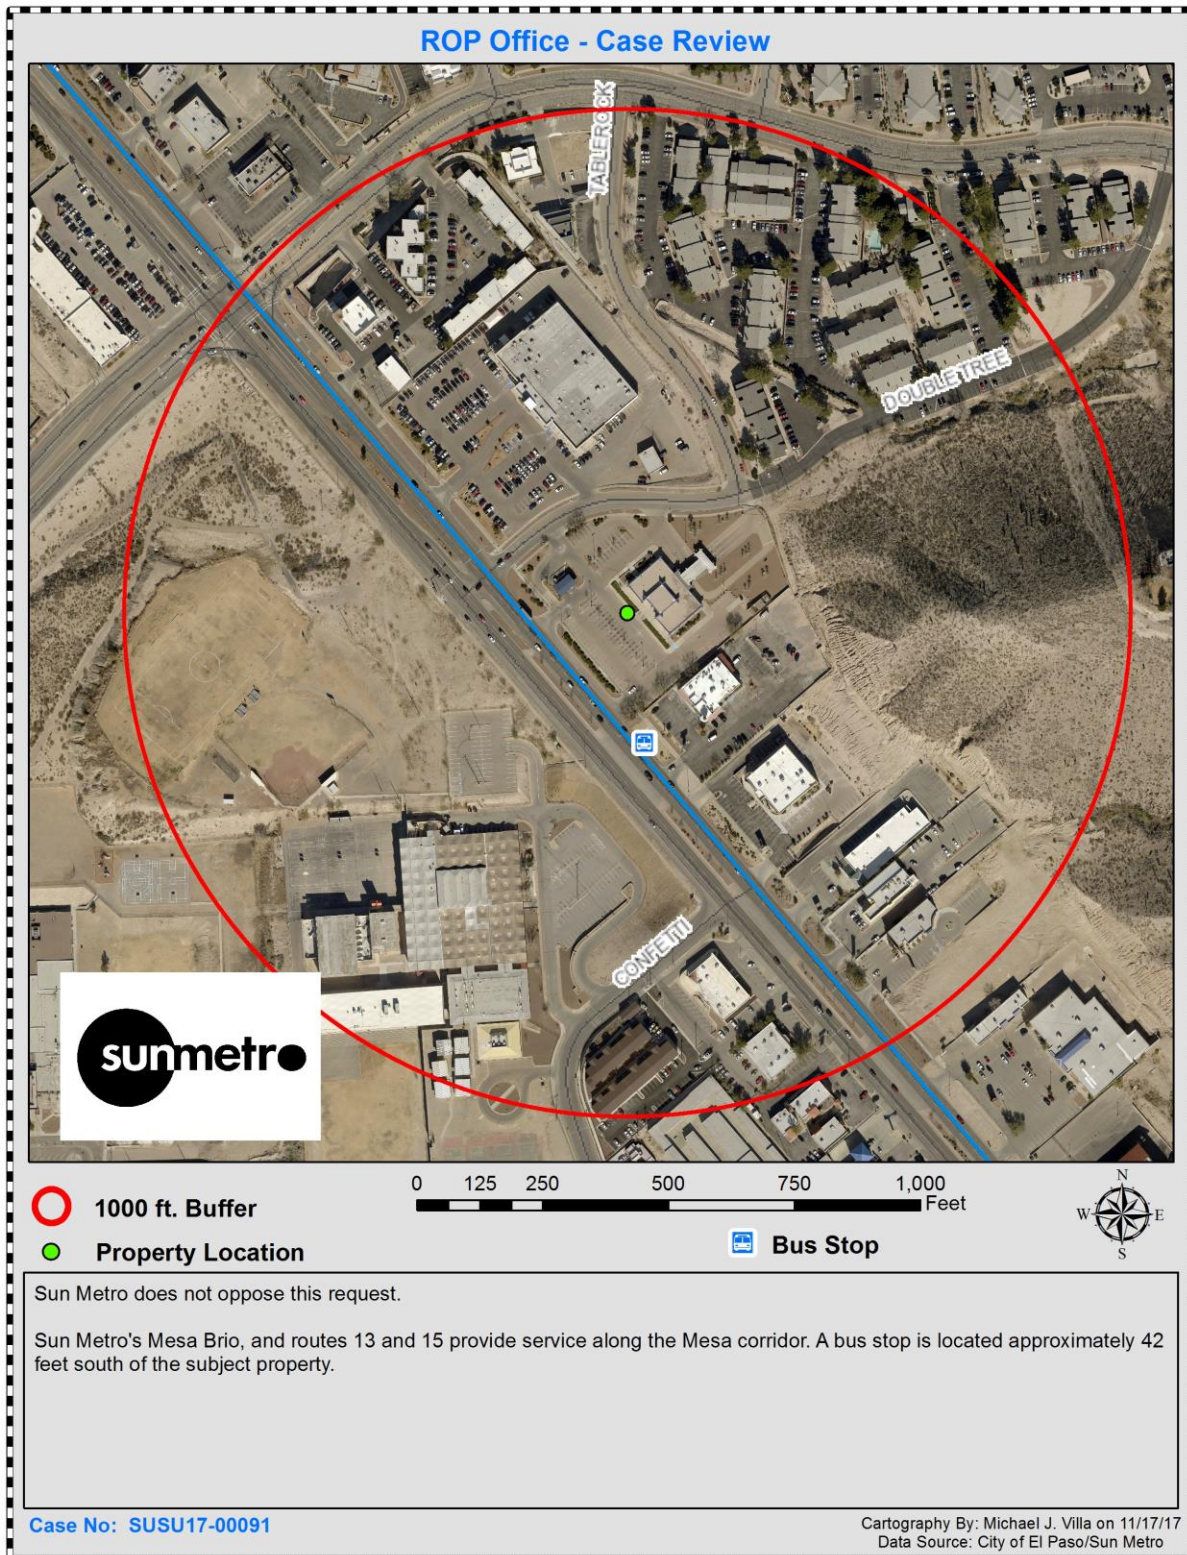 ROP Office - Case Review
TABLEROCK
DOUBLE TREE
CONFETTI
sunmetro
0 125 250 500 750 1,000
Feet
N
W E
S
1000 ft. Buffer
Property Location
Bus Stop
Sun Metro does not oppose this request.
Sun Metro's Mesa Brio, and routes 13 and 15 provide service along the Mesa corridor. A bus stop is located approximately 42
feet south of the subject property.
Case No: SUSU17-00091
Cartography By: Michael J. Villa on 11/17/17
Data Source: City of El Paso/Sun Metro